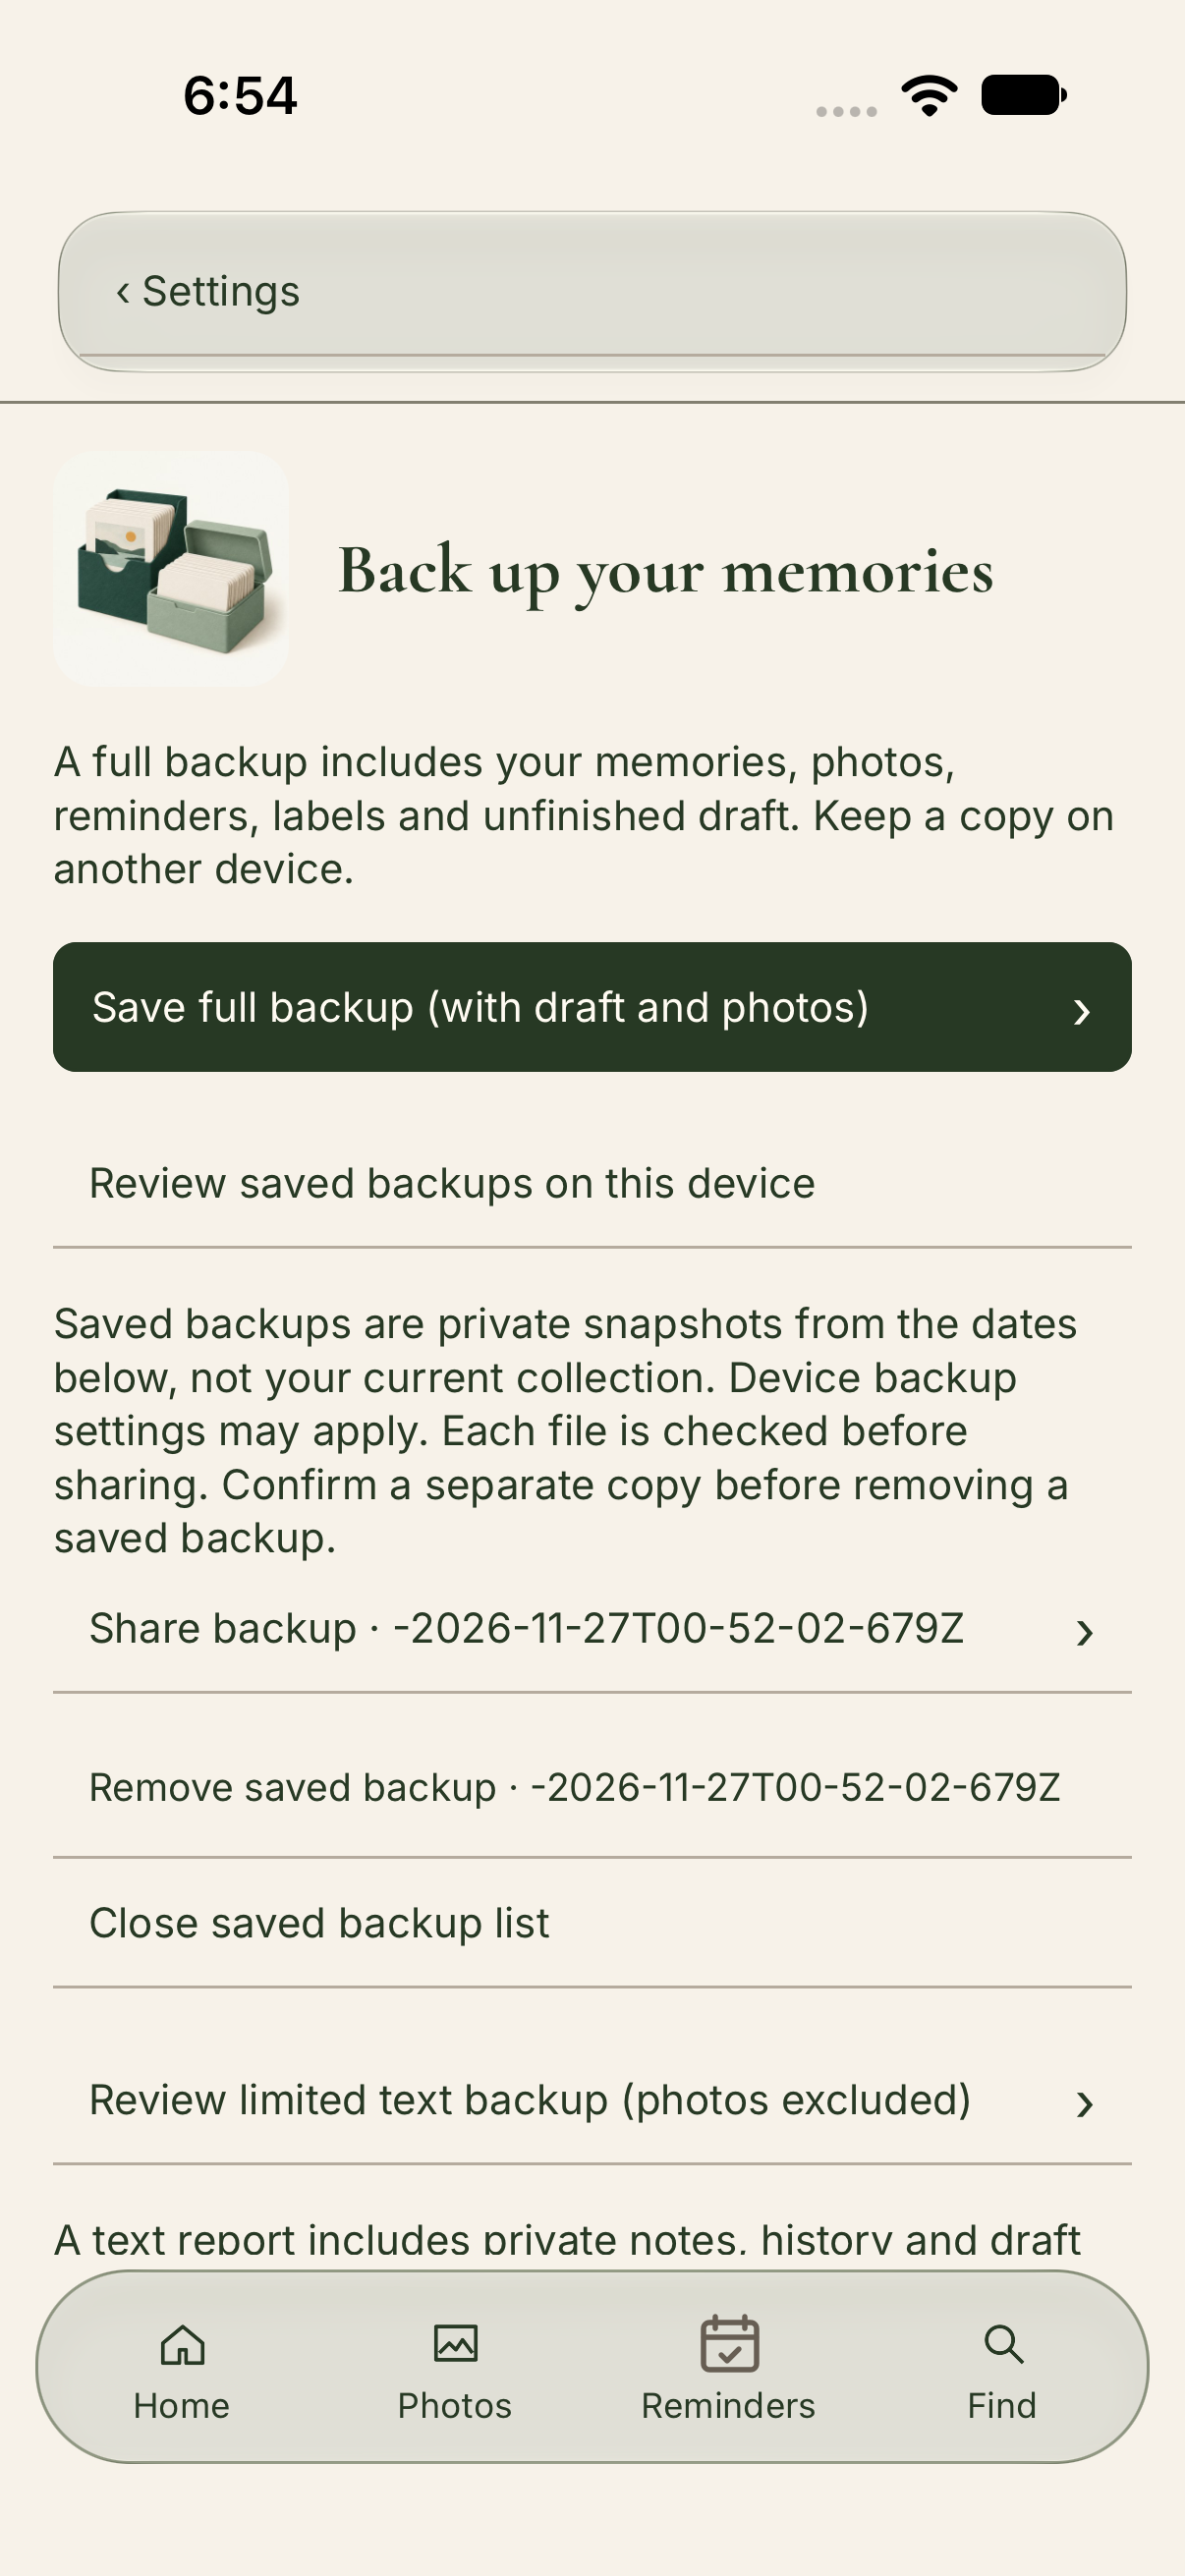 6:54
‹ Settings
Back up your memories
A full backup includes your memories, photos,
reminders, labels and unfinished draft. Keep a copy on
another device.
Save full backup (with draft and photos) ›
Review saved backups on this device
Saved backups are private snapshots from the dates
below, not your current collection. Device backup
settings may apply. Each file is checked before
sharing. Confirm a separate copy before removing a
saved backup.
Share backup · -2026-11-27T00-52-02-679Z ›
Remove saved backup · -2026-11-27T00-52-02-679Z
Close saved backup list
Review limited text backup (photos excluded) ›
A text report includes private notes, history and draft
Home
Photos
Reminders
Find